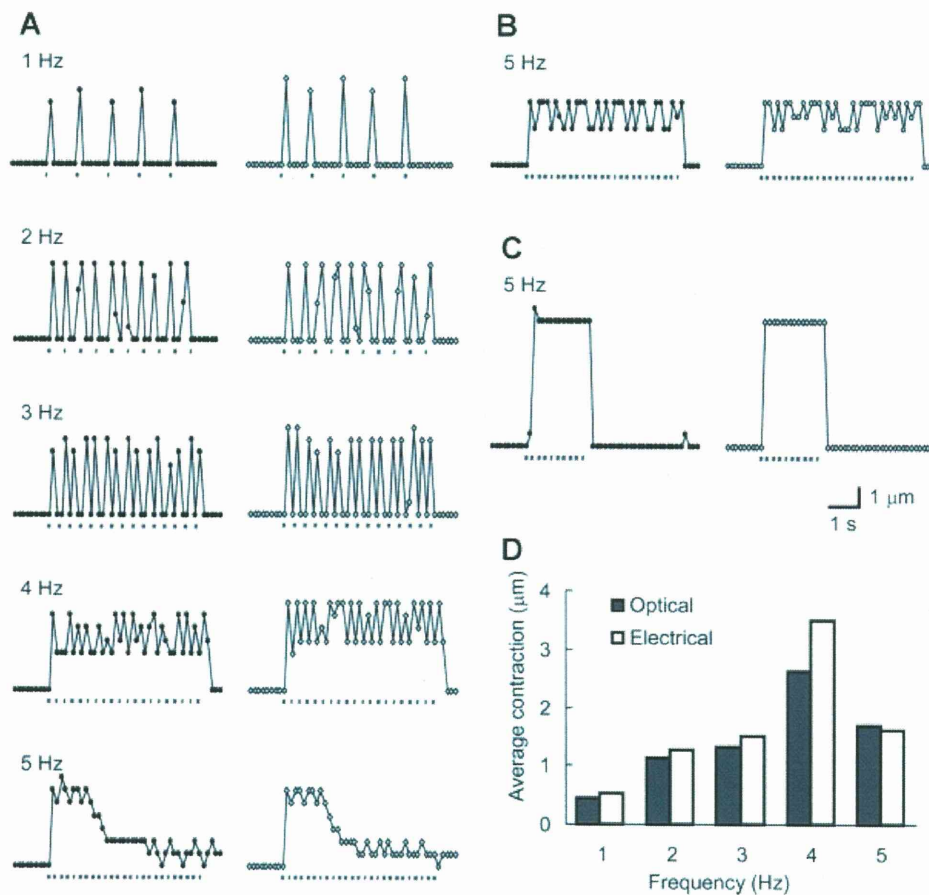 A
1 Hz
2 Hz
3 Hz
4 Hz
5 Hz
B
5 Hz
C
5 Hz
1 μm
1 s
D
Average contraction (μm)
4
3
2
1
0
Optical
Electrical
1 2 3 4 5
Frequency (Hz)